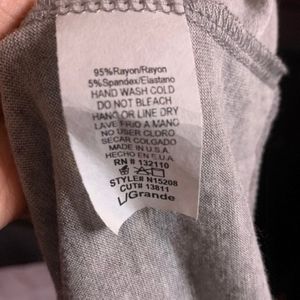 95%Rayon/Rayon
5%Spandex/Elastano
HAND WASH COLD
DO NOT BLEACH
HANG OR LINE DRY
LAVE FRIO A MANO
NO USER CLORO
SECAR COLGADO
MADE IN U.S.A
HECHO EN E.U.A
RN # 132110
STYLE# N15208
CUT# 13811
L/Grande